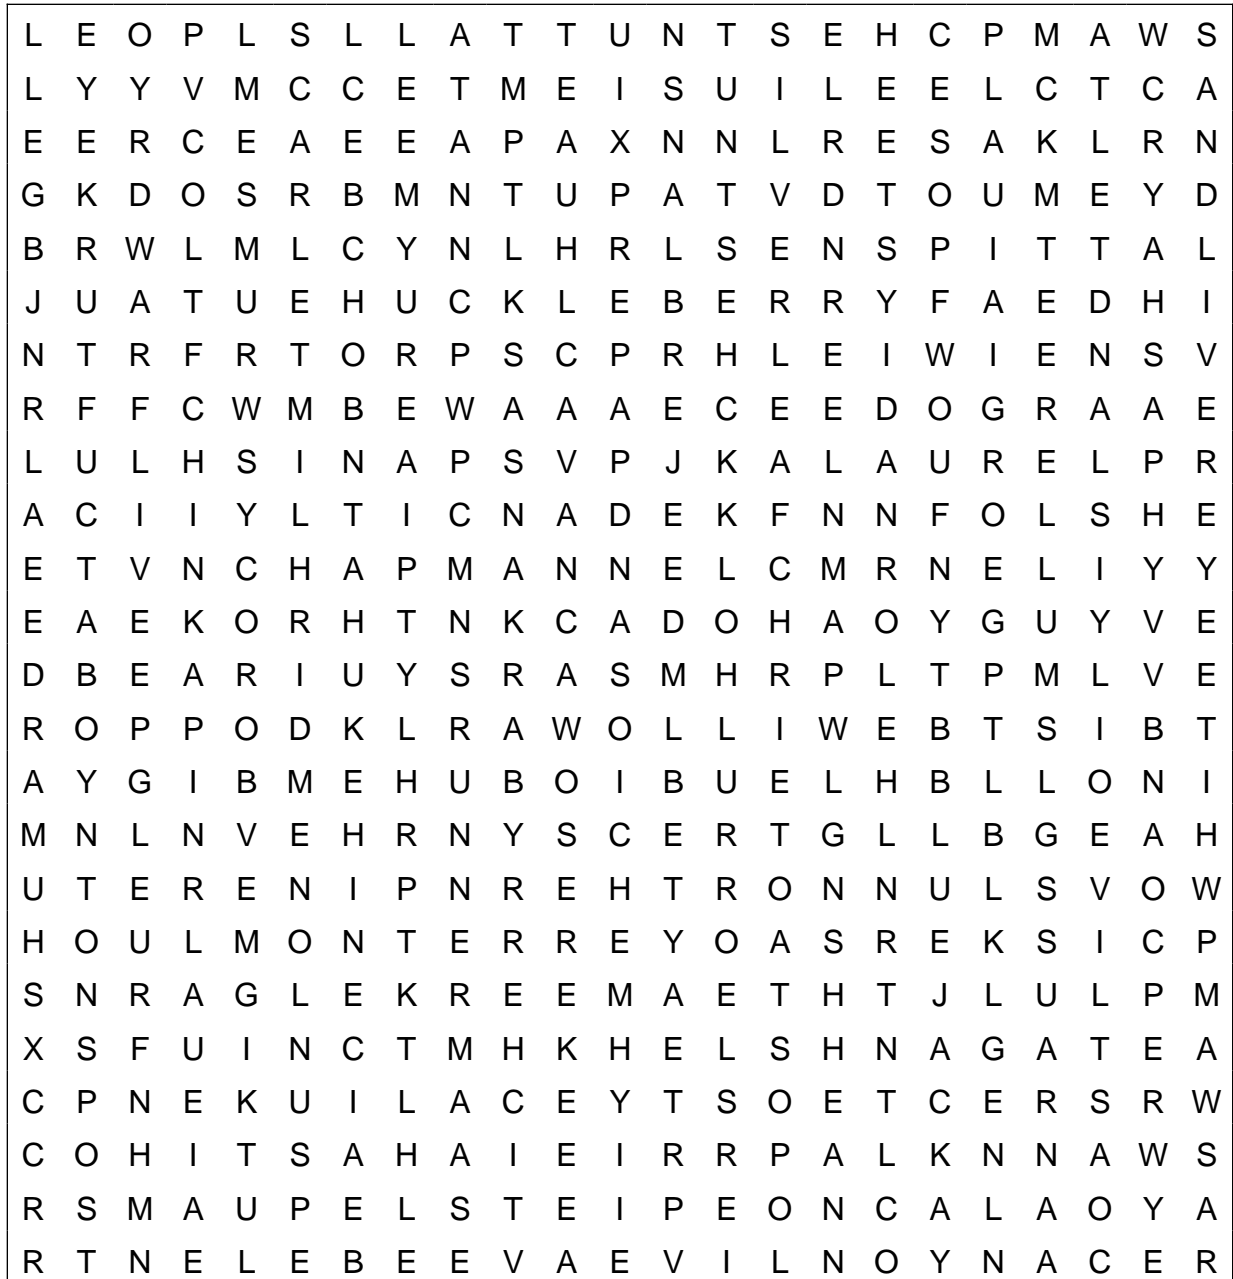 L E O P L S L L A T T U N T S E H C P M A W S
L Y Y V M C C E T M E I S U I L E E L C T C A
E E R C E A E E A P A X N N L R E S A K L R N
G K D O S R B M N T U P A T V D T O U M E Y D
B R W L M L C Y N L H R L S E N S P I T T A L
J U A T U E H U C K L E B E R R Y F A E D H I
N T R F R T O R P S C P R H L E I W I E N S V
R F F C W M B E W A A A E C E E D O G R A A E
L U L H S I N A P S V P J K A L A U R E L P R
A C I I Y L T I C N A D E K F N N F O L S H E
E T V N C H A P M A N N E L C M R N E L I Y Y
E A E K O R H T N K C A D O H A O Y G U Y V E
D B E A R I U Y S R A S M H R P L T P M L V E
R O P P O D K L R A W O L L I W E B T S I B T
A Y G I B M E H U B O I B U E L H B L L O N I
M N L N V E H R N Y S C E R T G L L B G E A H
U T E R E N I P N R E H T R O N N U L S V O W
H O U L M O N T E R R E Y O A S R E K S I C P
S N R A G L E K R E E M A E T H T J L U L P M
X S F U I N C T M H K H E L S H N A G A T E A
C P N E K U I L A C E Y T S O E T C E R S R W
C O H I T S A H A I E I R R P A L K N N A W S
R S M A U P E L S T E I P E O N C A L A O Y A
R T N E L E B E E V A E V I L N O Y N A C E R